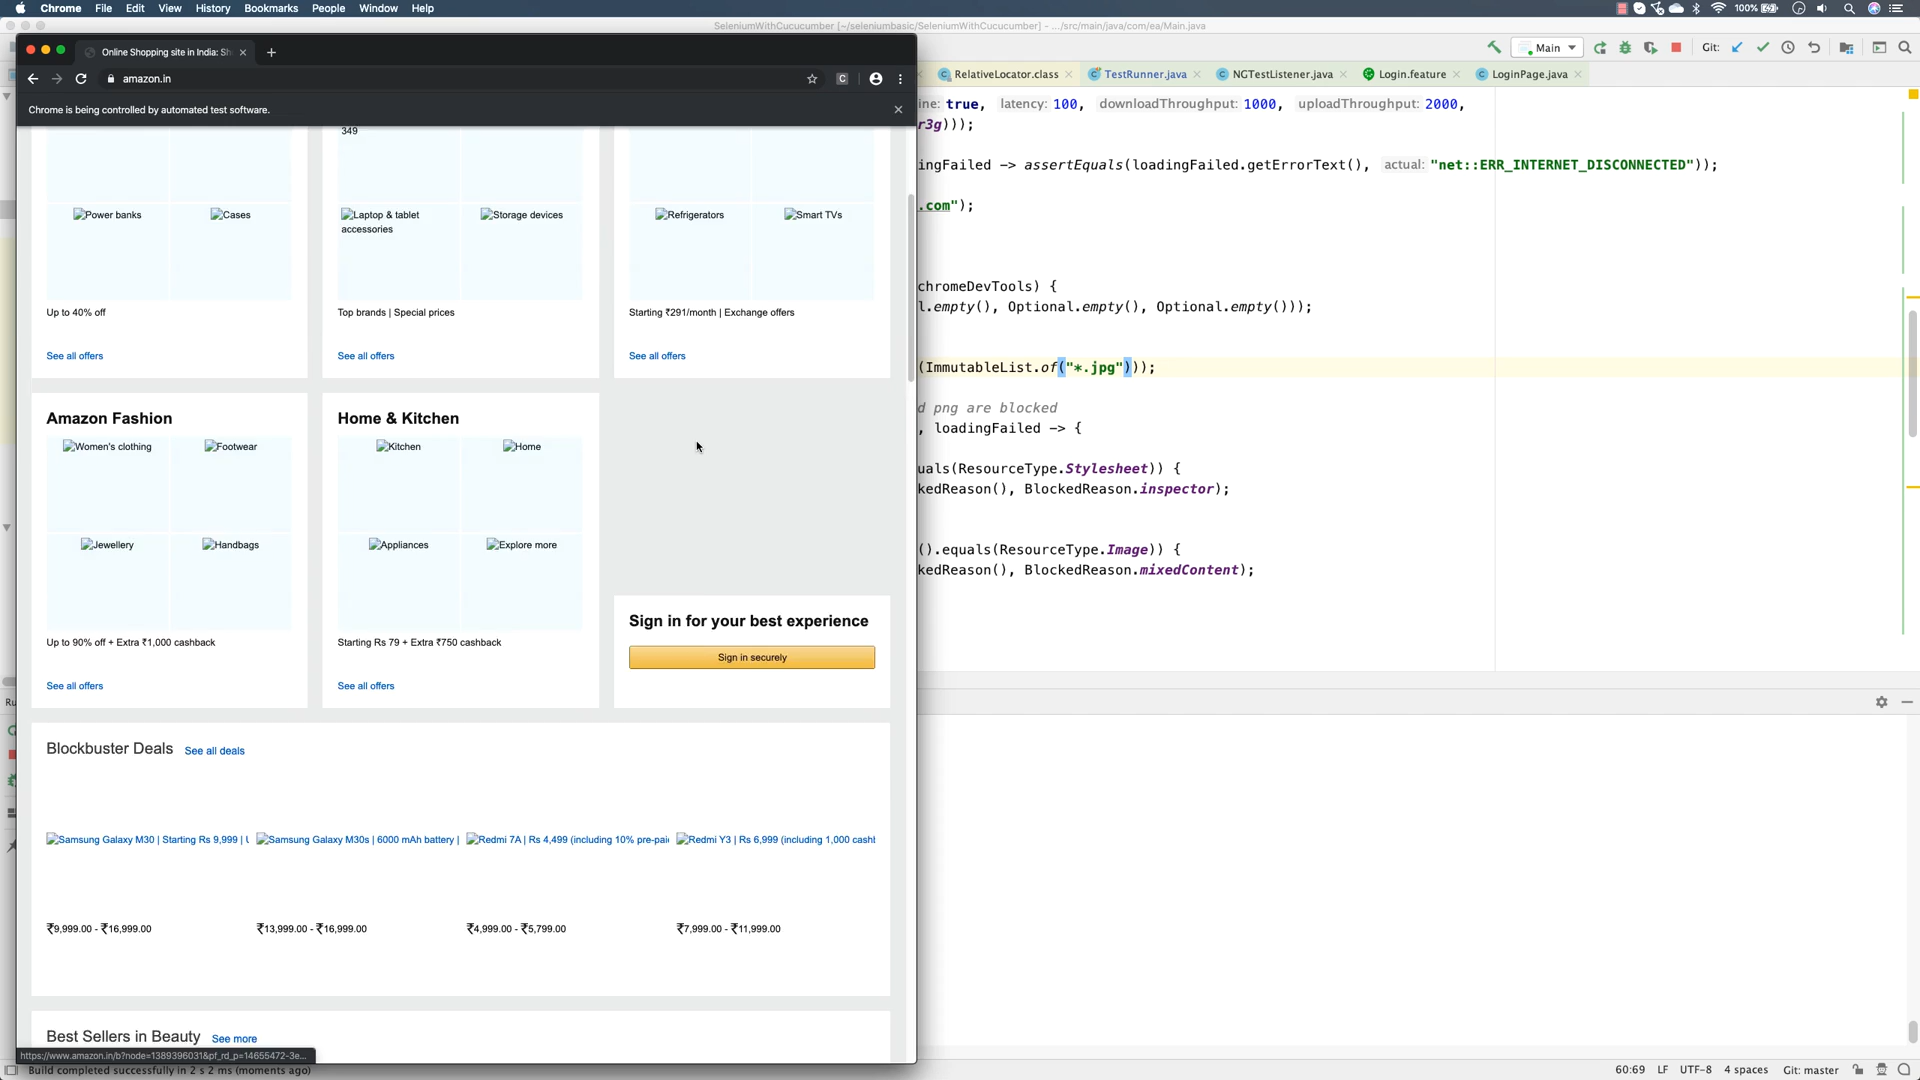 Chrome File Edit View History Bookmarks People Window Help
100%
SeleniumWithCucucumber [~/seleniumbasic/SeleniumWithCucucumber] - .../src/main/java/com/ea/Main.java
Online Shopping site in India: Sh
Main
Git:
amazon.in
RelativeLocator.class TestRunner.java NGTestListener.java Login.feature LoginPage.java
Chrome is being controlled by automated test software.
ine: true, latency: 100, downloadThroughput: 1000, uploadThroughput: 2000,
r3g)));
349
ingFailed -> assertEquals(loadingFailed.getErrorText(), actual: "net::ERR_INTERNET_DISCONNECTED"));
.com");
Power banks
Cases
Laptop & tablet
accessories
Storage devices
Refrigerators
Smart TVs
chromeDevTools) {
l.empty(), Optional.empty(), Optional.empty()));
Up to 40% off
Top brands | Special prices
Starting ₹291/month | Exchange offers
See all offers
See all offers
See all offers
(ImmutableList.of("*.jpg")));
d png are blocked
, loadingFailed -> {
uals(ResourceType.Stylesheet)) {
kedReason(), BlockedReason.inspector);
().equals(ResourceType.Image)) {
kedReason(), BlockedReason.mixedContent);
Amazon Fashion
Home & Kitchen
Women's clothing
Footwear
Kitchen
Home
Jewellery
Handbags
Appliances
Explore more
Sign in for your best experience
Sign in securely
Up to 90% off + Extra ₹1,000 cashback
Starting Rs 79 + Extra ₹750 cashback
See all offers
See all offers
Ru
Blockbuster Deals See all deals
Samsung Galaxy M30 | Starting Rs 9,999 |
Samsung Galaxy M30s | 6000 mAh battery |
Redmi 7A | Rs 4,499 (including 10% pre-pai
Redmi Y3 | Rs 6,999 (including 1,000 cash
₹9,999.00 - ₹16,999.00
₹13,999.00 - ₹16,999.00
₹4,999.00 - ₹5,799.00
₹7,999.00 - ₹11,999.00
Best Sellers in Beauty See more
https://www.amazon.in/b?node=1389396031&pf_rd_p=14655472-3e...
Build completed successfully in 2 s 2 ms (moments ago)
60:69 LF UTF-8 4 spaces Git: master